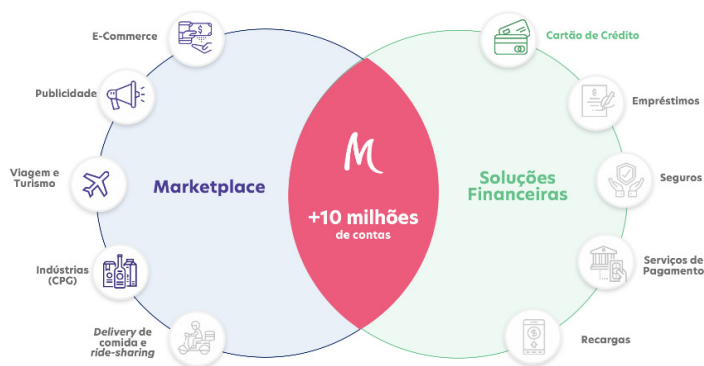 E-Commerce
Publicidade
Viagem e
Turismo
Indústrias
(CPG)
Delivery de
comida e
ride-sharing
Marketplace
M
+10 milhões
de contas
Soluções
Financeiras
Cartão de Crédito
Empréstimos
Seguros
Serviços de
Pagamento
Recargas